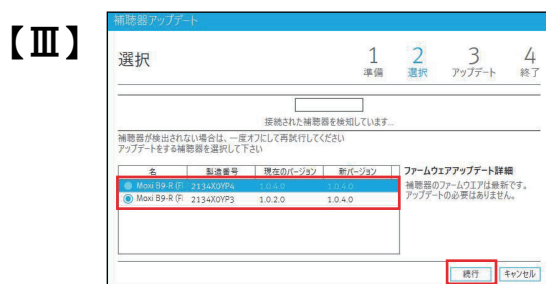 【Ⅲ】
補聴器アップデート
選択
1 準備
2 選択
3 アップデート
4 終了
接続された補聴器を検知しています...
補聴器が検出されない場合は、一度オフにして再試行してください
アップデートをする補聴器を選択して下さい
名 製造番号 現在のバージョン 新バージョン
Moxi B9-R (Fi 2134X0YP4 1.0.4.0 1.0.4.0
Moxi B9-R (Fi 2134X0YP3 1.0.2.0 1.0.4.0
ファームウェアアップデート詳細
補聴器のファームウエアは最新です。
アップデートの必要はありません。
続行 キャンセル